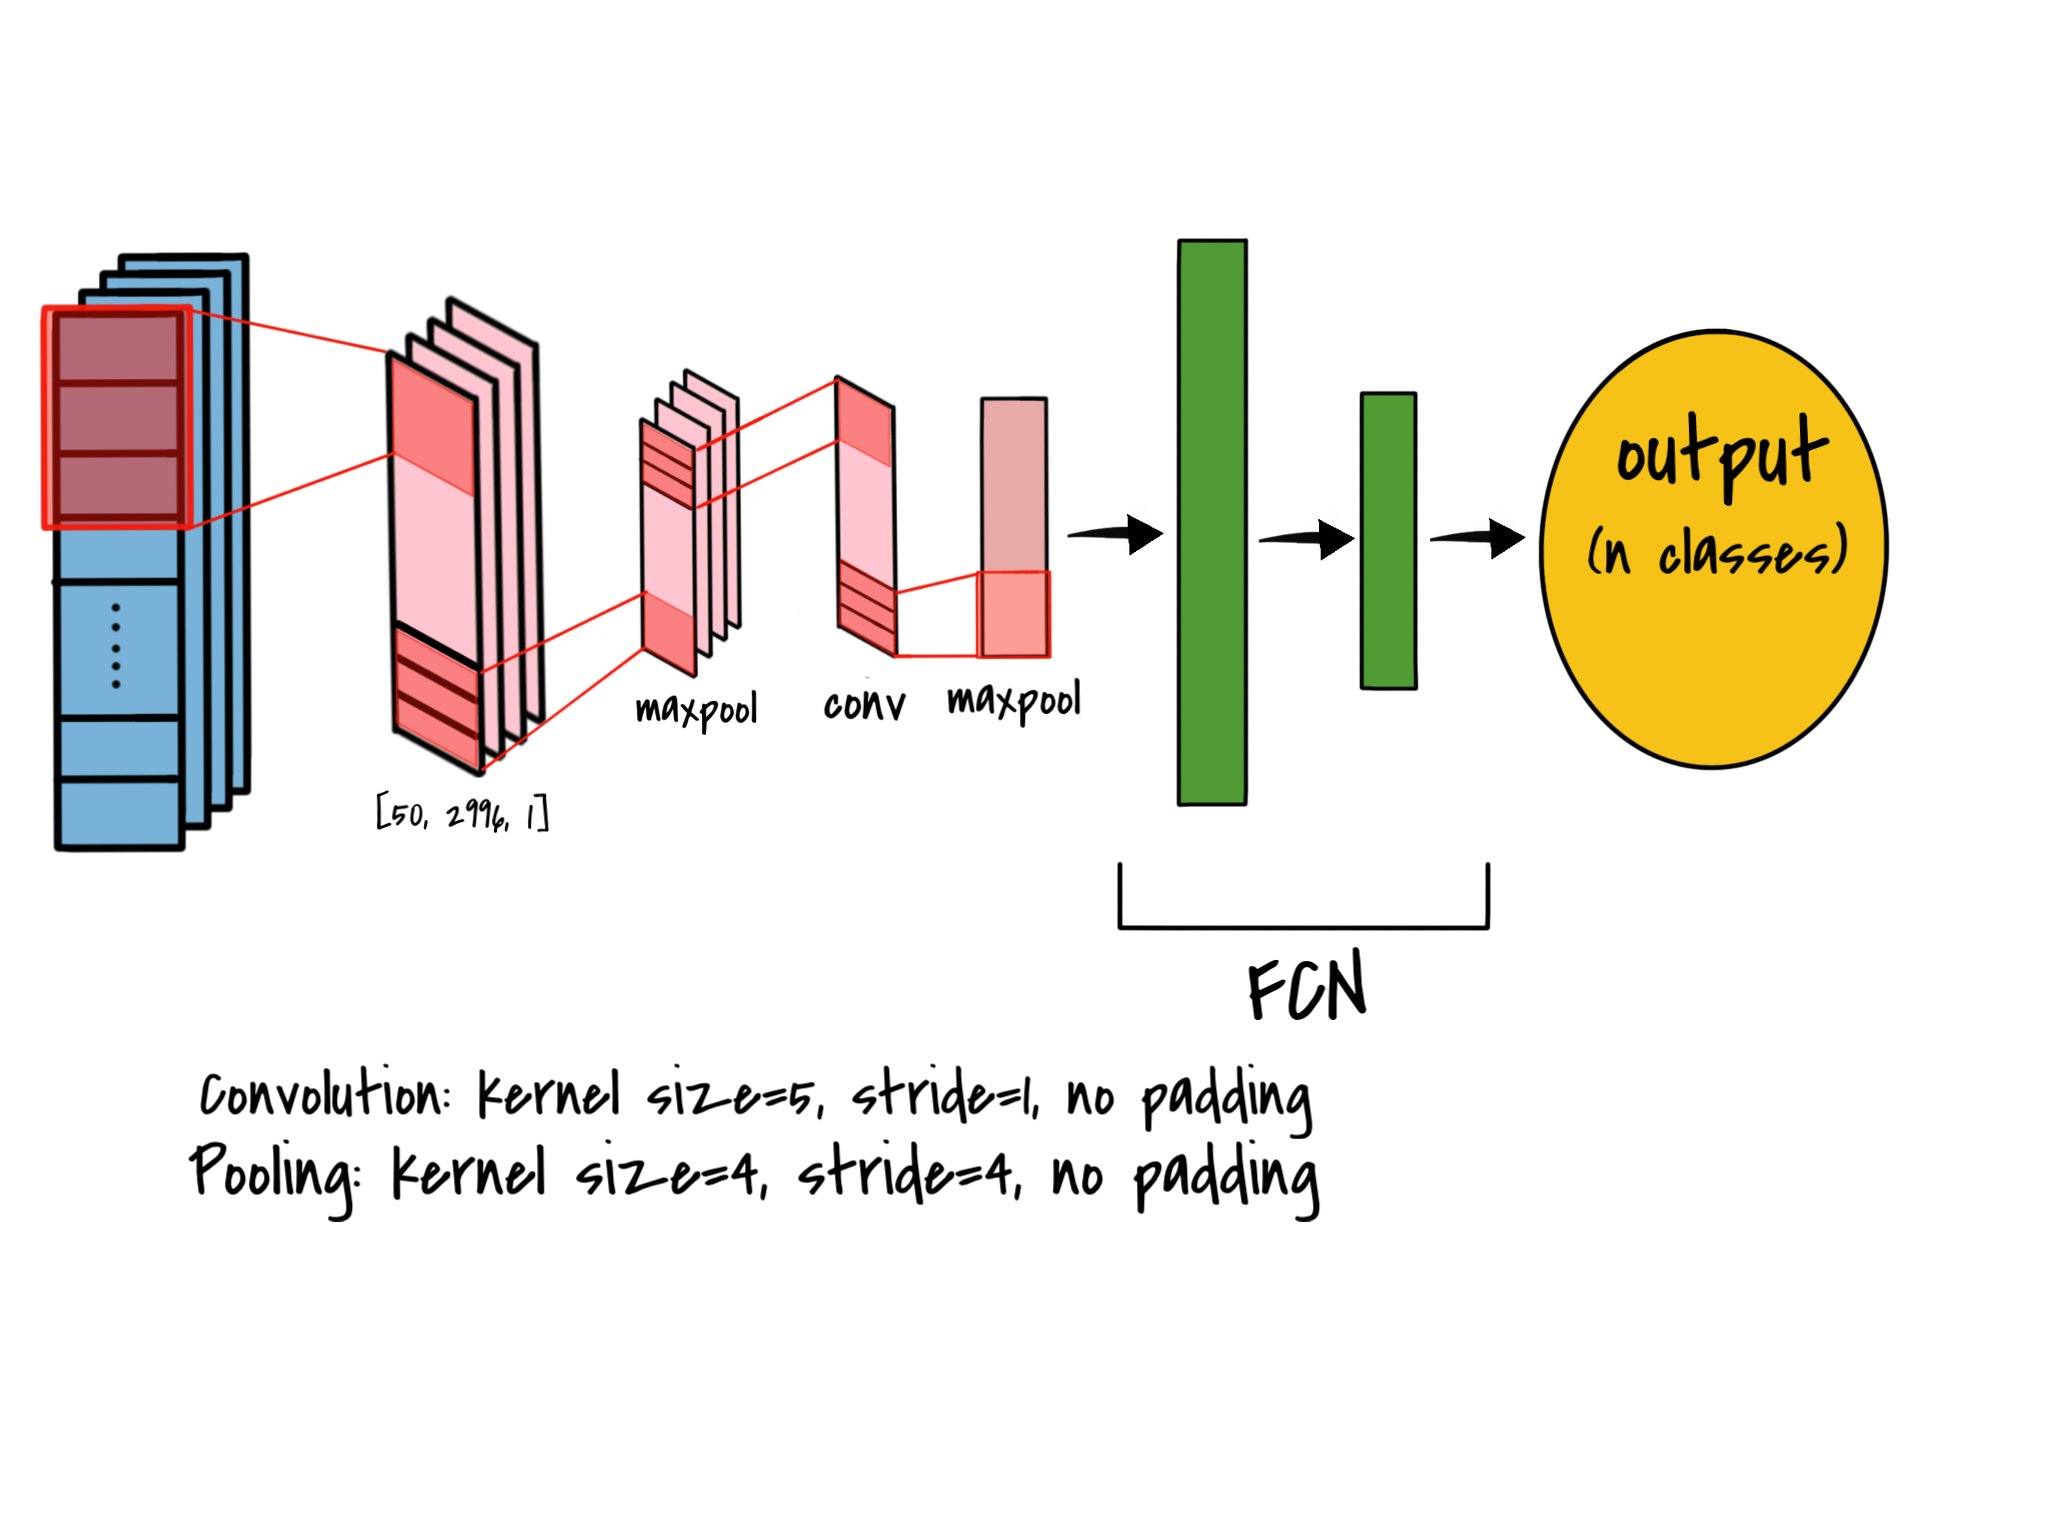 output
(n classes)
maxpool
conv
maxpool
[50, 2996, 1]
FCN
Convolution: kernel size=5, stride=1, no padding
Pooling: kernel size=4, stride=4, no padding